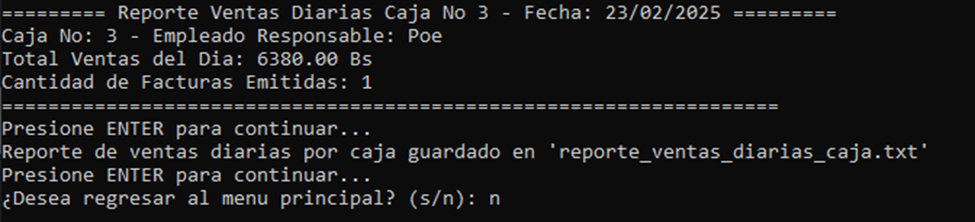 ========= Reporte Ventas Diarias Caja No 3 - Fecha: 23/02/2025 =========
Caja No: 3 - Empleado Responsable: Poe
Total Ventas del Dia: 6380.00 Bs
Cantidad de Facturas Emitidas: 1
===================================================================
Presione ENTER para continuar...
Reporte de ventas diarias por caja guardado en 'reporte_ventas_diarias_caja.txt'
Presione ENTER para continuar...
¿Desea regresar al menu principal? (s/n): n